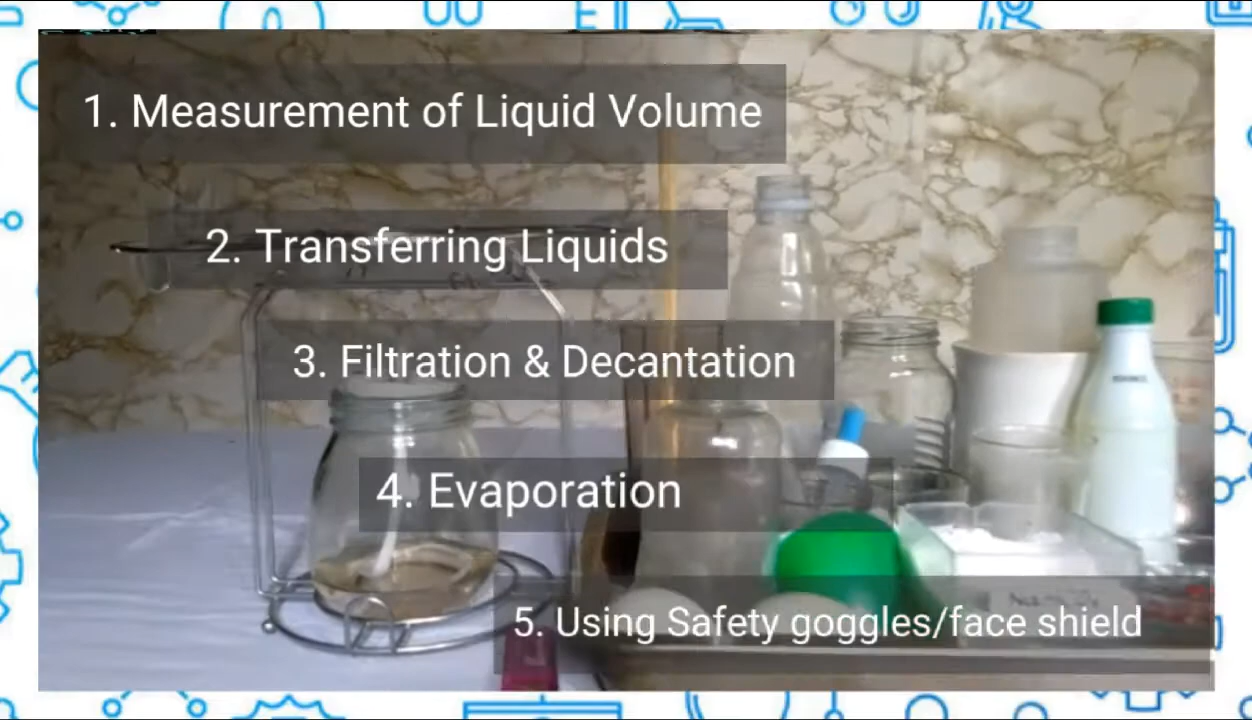 1. Measurement of Liquid Volume
2. Transferring Liquids
3. Filtration & Decantation
4. Evaporation
5. Using Safety goggles/face shield